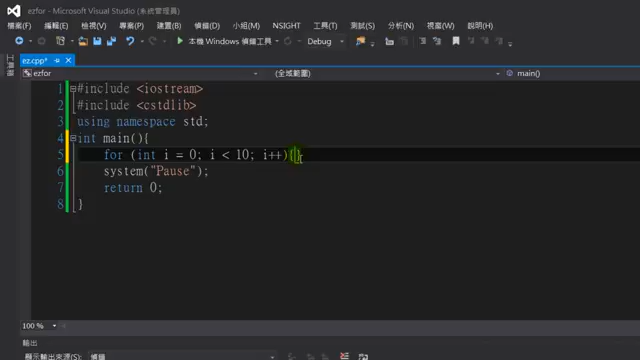 ezfor - Microsoft Visual Studio (系統管理員)
檔案(F) 編輯(E) 檢視(V) 專案(P) 建置(B) 偵錯(D) 小組(M) NSIGHT 工具(T) 測試(S) 分析(N) 視窗(W) 說明(H)
本機 Windows 偵錯工具 Debug
工具箱
ez.cpp*
ezfor (全域範圍) main()
1 #include <iostream>
2 #include <cstdlib>
3 using namespace std;
4 int main(){
5 for (int i = 0; i < 10; i++){}
6 system("Pause");
7 return 0;
8 }
100 %
輸出
顯示輸出來源(S): 偵錯